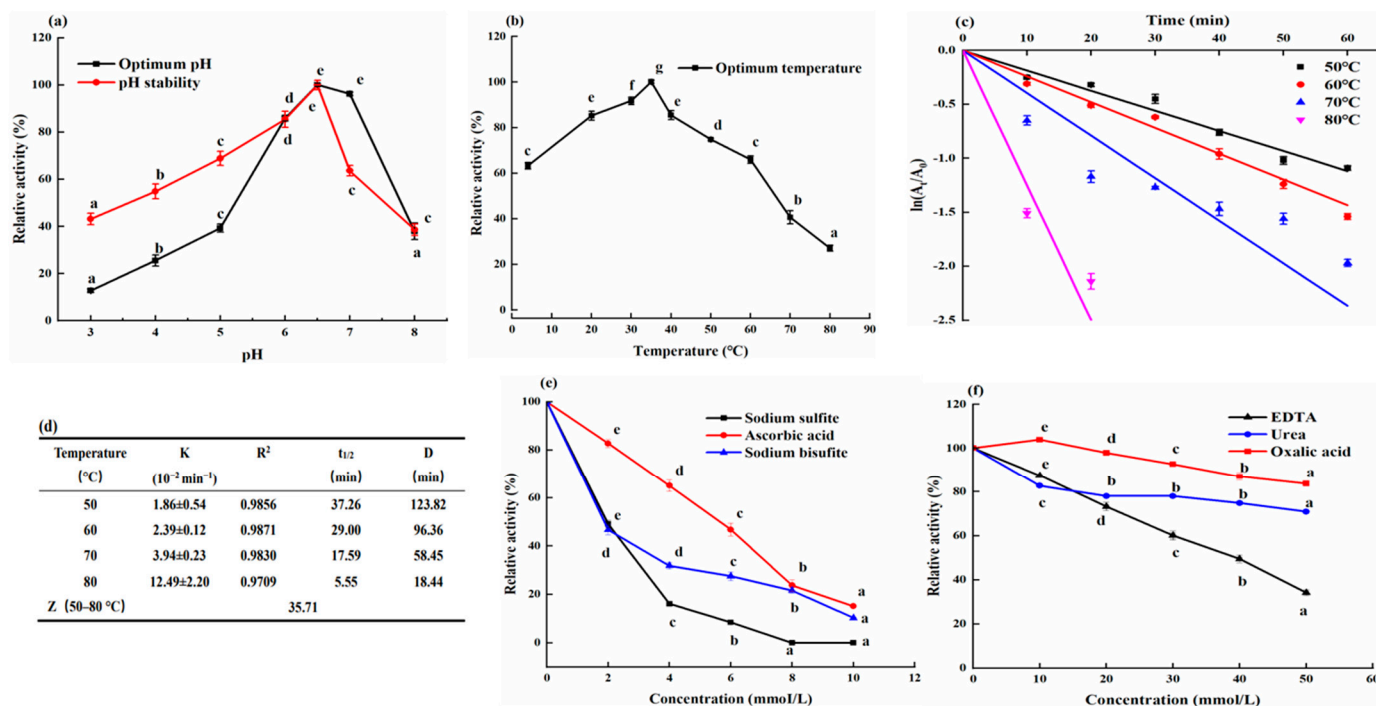 (a)
Relative activity (%)
120
100
80
60
40
20
0
Optimum pH
pH stability
a
b
c
d
e
e
c
a
b
c
d
e
c
a
3
4
5
6
7
8
pH
(b)
Relative activity (%)
120
100
80
60
40
20
0
Optimum temperature
c
e
f
g
e
d
c
b
a
0
10
20
30
40
50
60
70
80
90
Temperature (°C)
(c)
Time (min)
0
10
20
30
40
50
60
ln(At/A0)
0.0
-0.5
-1.0
-1.5
-2.0
-2.5
50°C
60°C
70°C
80°C
(d)
Temperature K R² t1/2 D
(°C) (10⁻² min⁻¹) (min) (min)
50 1.86±0.54 0.9856 37.26 123.82
60 2.39±0.12 0.9871 29.00 96.36
70 3.94±0.23 0.9830 17.59 58.45
80 12.49±2.20 0.9709 5.55 18.44
Z (50–80 °C) 35.71
(e)
Relative activity (%)
100
80
60
40
20
0
Sodium sulfite
Ascorbic acid
Sodium bisufite
e
d
c
b
a
e
d
d
c
b
a
c
b
a
a
0
2
4
6
8
10
12
Concentration (mmol/L)
(f)
Relative activity (%)
120
100
80
60
40
20
0
EDTA
Urea
Oxalic acid
e
d
c
b
a
e
c
b
b
b
a
d
c
b
a
0
10
20
30
40
50
60
Concentration (mmol/L)